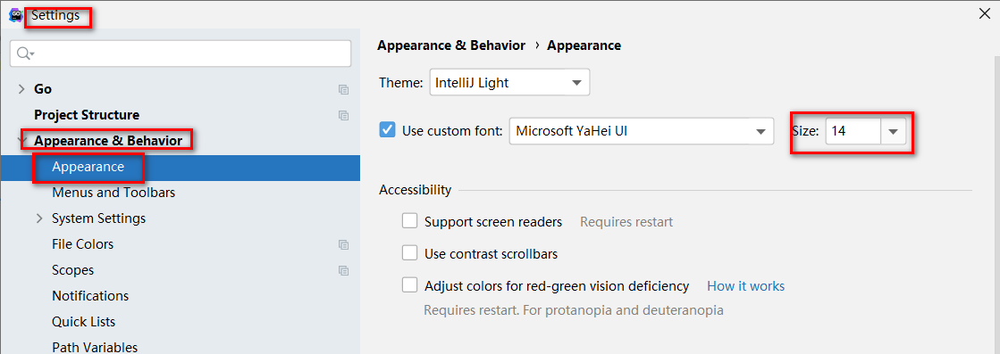 Settings
Appearance & Behavior › Appearance
Theme: IntelliJ Light
Go
Project Structure
Use custom font: Microsoft YaHei UI Size: 14
Appearance & Behavior
Appearance
Menus and Toolbars
Accessibility
System Settings
Support screen readers Requires restart
File Colors
Use contrast scrollbars
Scopes
Adjust colors for red-green vision deficiency How it works
Notifications
Requires restart. For protanopia and deuteranopia
Quick Lists
Path Variables